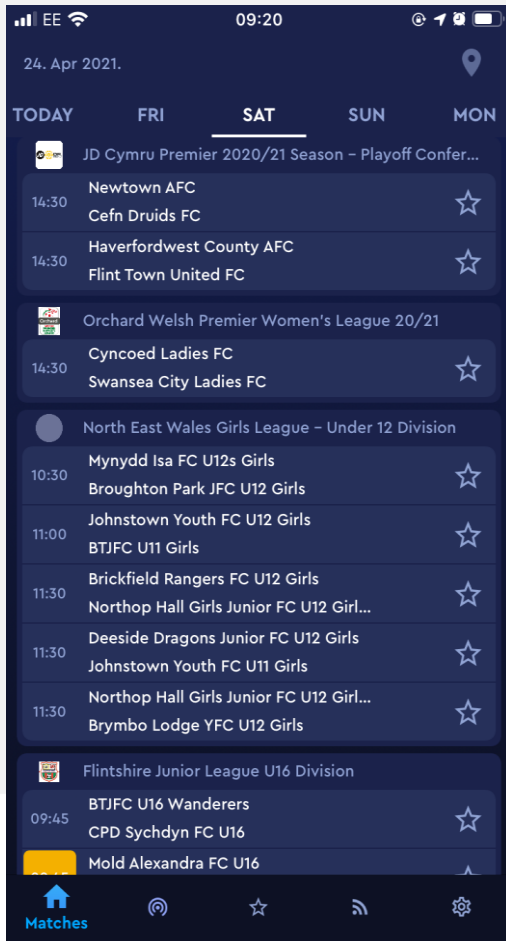 EE 09:20
24. Apr 2021.
TODAY FRI SAT SUN MON
JD Cymru Premier 2020/21 Season – Playoff Confer...
14:30
Newtown AFC
Cefn Druids FC
14:30
Haverfordwest County AFC
Flint Town United FC
Orchard Welsh Premier Women's League 20/21
14:30
Cyncoed Ladies FC
Swansea City Ladies FC
North East Wales Girls League – Under 12 Division
10:30
Mynydd Isa FC U12s Girls
Broughton Park JFC U12 Girls
11:00
Johnstown Youth FC U12 Girls
BTJFC U11 Girls
11:30
Brickfield Rangers FC U12 Girls
Northop Hall Girls Junior FC U12 Girl...
11:30
Deeside Dragons Junior FC U12 Girls
Johnstown Youth FC U11 Girls
11:30
Northop Hall Girls Junior FC U12 Girl...
Brymbo Lodge YFC U12 Girls
Flintshire Junior League U16 Division
09:45
BTJFC U16 Wanderers
CPD Sychdyn FC U16
Mold Alexandra FC U16
Matches